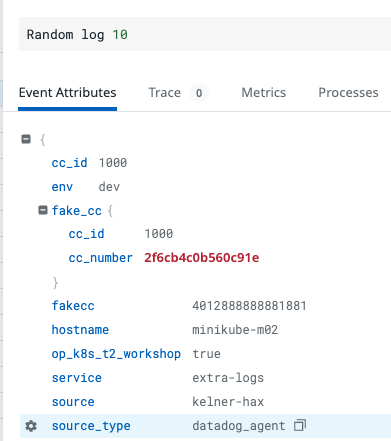 Random log 10
Event Attributes Trace 0 Metrics Processes
{
cc_id 1000
env dev
fake_cc {
cc_id 1000
cc_number 2f6cb4c0b560c91e
}
fakecc 4012888888881881
hostname minikube-m02
op_k8s_t2_workshop true
service extra-logs
source kelner-hax
source_type datadog_agent